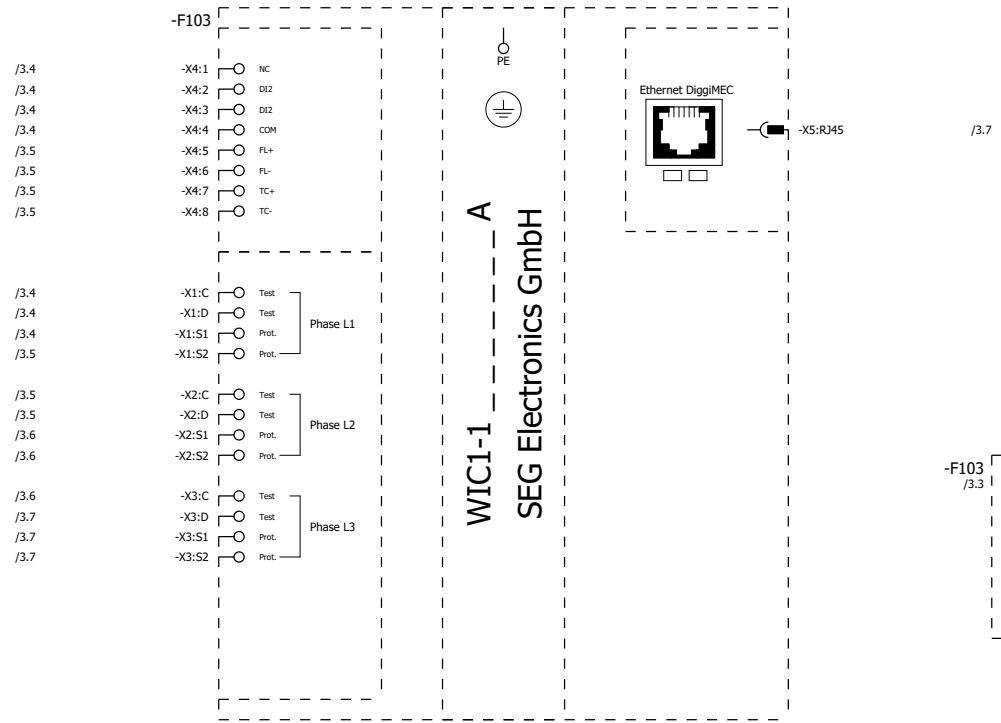 -F103
PE
Ethernet DiggiMEC
/3.4 -X4:1 NC
/3.4 -X4:2 DI2
/3.4 -X4:3 DI2
/3.4 -X4:4 COM
-X5:RJ45 /3.7
/3.5 -X4:5 FL+
/3.5 -X4:6 FL-
/3.5 -X4:7 TC+
/3.5 -X4:8 TC-
WIC1-1 _ _ _ _ _ A
SEG Electronics GmbH
/3.4 -X1:C Test
/3.4 -X1:D Test
Phase L1
/3.4 -X1:S1 Prot.
/3.5 -X1:S2 Prot.
/3.5 -X2:C Test
/3.5 -X2:D Test
Phase L2
/3.6 -X2:S1 Prot.
/3.6 -X2:S2 Prot.
-F103
/3.3
/3.6 -X3:C Test
/3.7 -X3:D Test
Phase L3
/3.7 -X3:S1 Prot.
/3.7 -X3:S2 Prot.